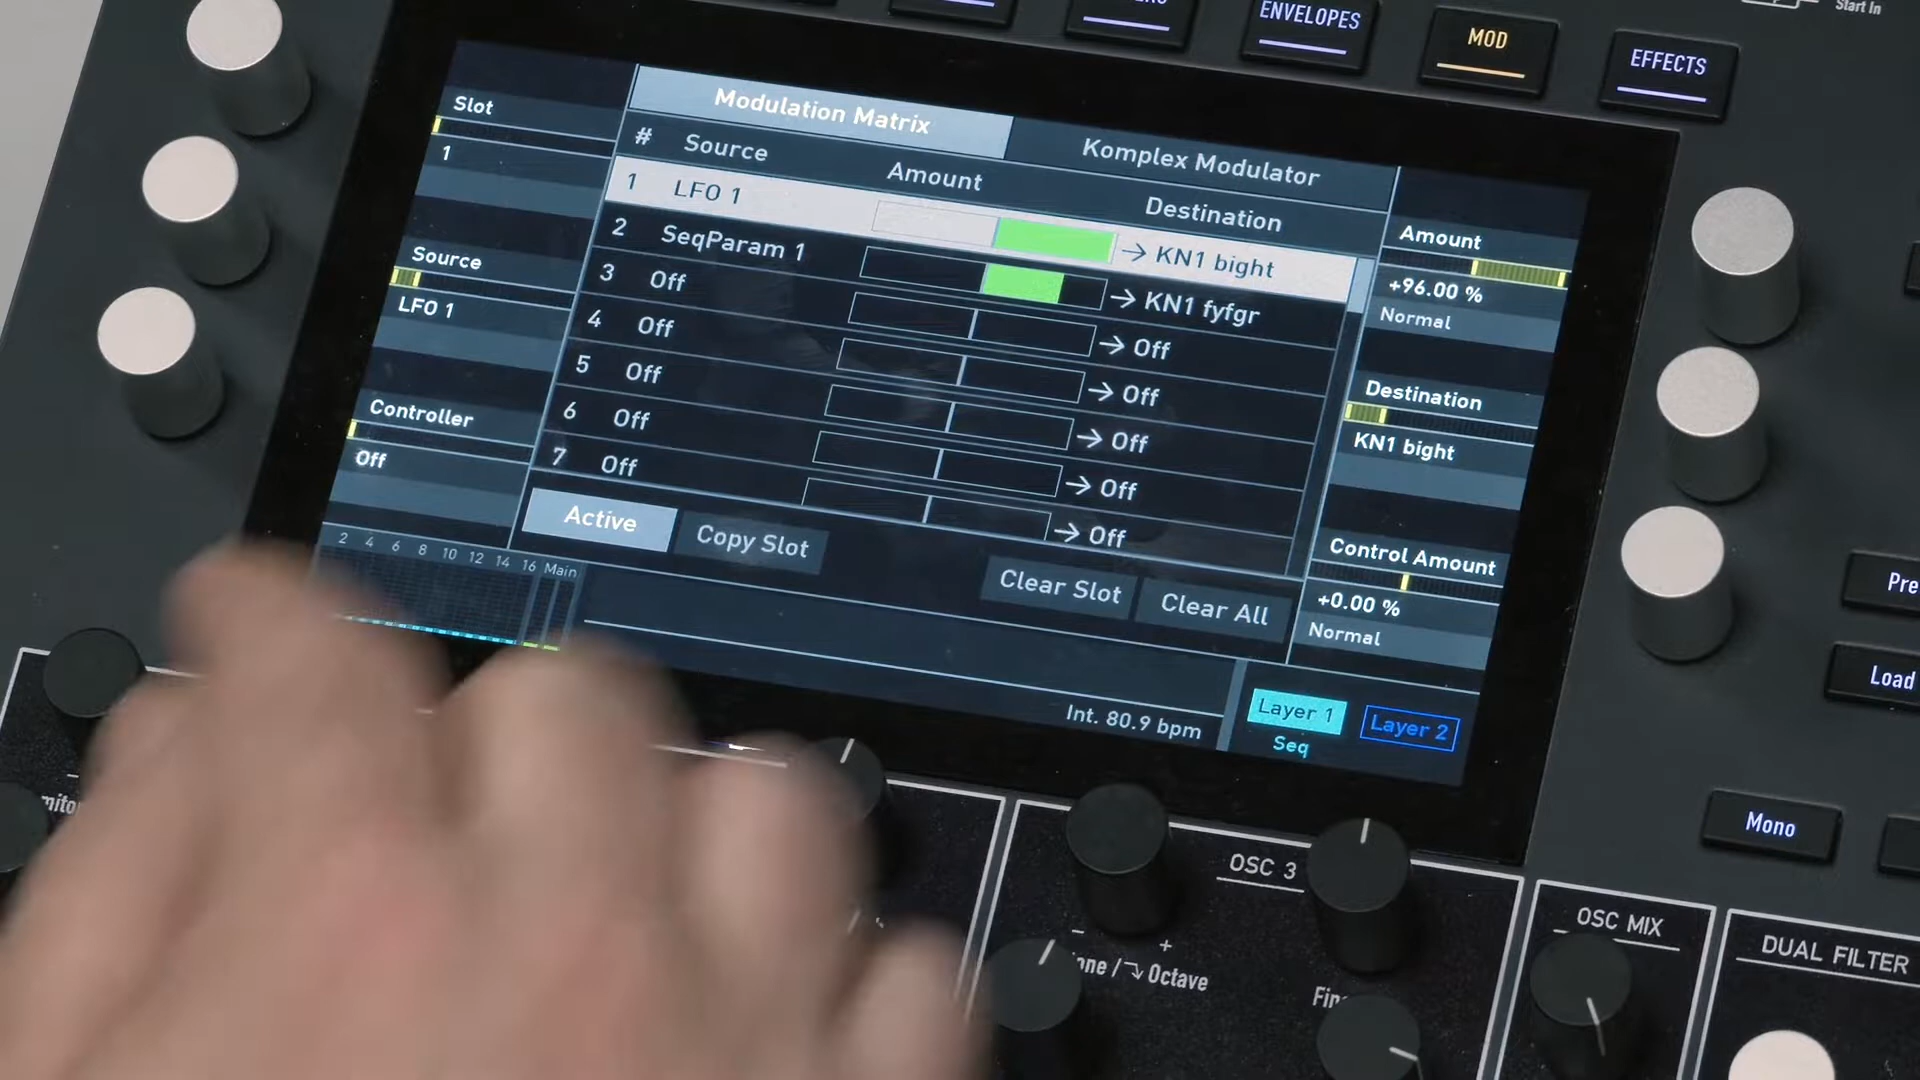 Start In
ENVELOPES
MOD
EFFECTS
Slot
1
Source
LFO 1
Controller
Off
Modulation Matrix
Komplex Modulator
# Source Amount Destination
1 LFO 1 → KN1 bight
2 SeqParam 1 → KN1 fyfgr
3 Off → Off
4 Off → Off
5 Off → Off
6 Off → Off
7 Off → Off
Active
Copy Slot
Clear Slot
Clear All
Amount
+96.00 %
Normal
Destination
KN1 bight
Control Amount
+0.00 %
Normal
2 4 6 8 10 12 14 16 Main
Int. 80.9 bpm
Layer 1
Seq
Layer 2
Pre
Load
Mono
OSC 3
- +
Octave
OSC MIX
DUAL FILTER